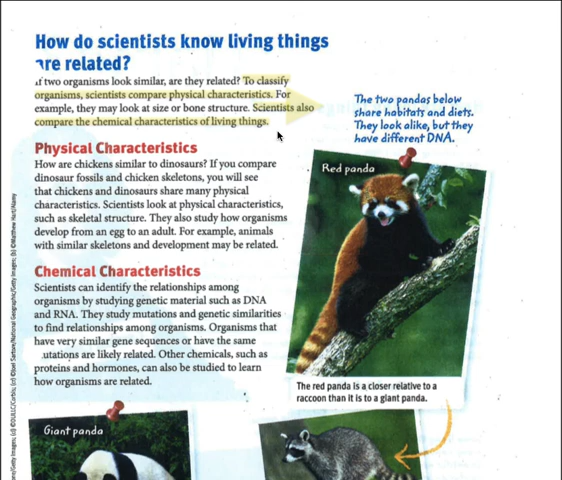 How do scientists know living things
are related?
If two organisms look similar, are they related? To classify
organisms, scientists compare physical characteristics. For
example, they may look at size or bone structure. Scientists also
compare the chemical characteristics of living things.
The two pandas below
share habitats and diets.
They look alike, but they
have different DNA.
Physical Characteristics
How are chickens similar to dinosaurs? If you compare
dinosaur fossils and chicken skeletons, you will see
that chickens and dinosaurs share many physical
characteristics. Scientists look at physical characteristics,
such as skeletal structure. They also study how organisms
develop from an egg to an adult. For example, animals
with similar skeletons and development may be related.
Red panda
Chemical Characteristics
Scientists can identify the relationships among
organisms by studying genetic material such as DNA
and RNA. They study mutations and genetic similarities
to find relationships among organisms. Organisms that
have very similar gene sequences or have the same
mutations are likely related. Other chemicals, such as
proteins and hormones, can also be studied to learn
how organisms are related.
The red panda is a closer relative to a
raccoon than it is to a giant panda.
Giant panda